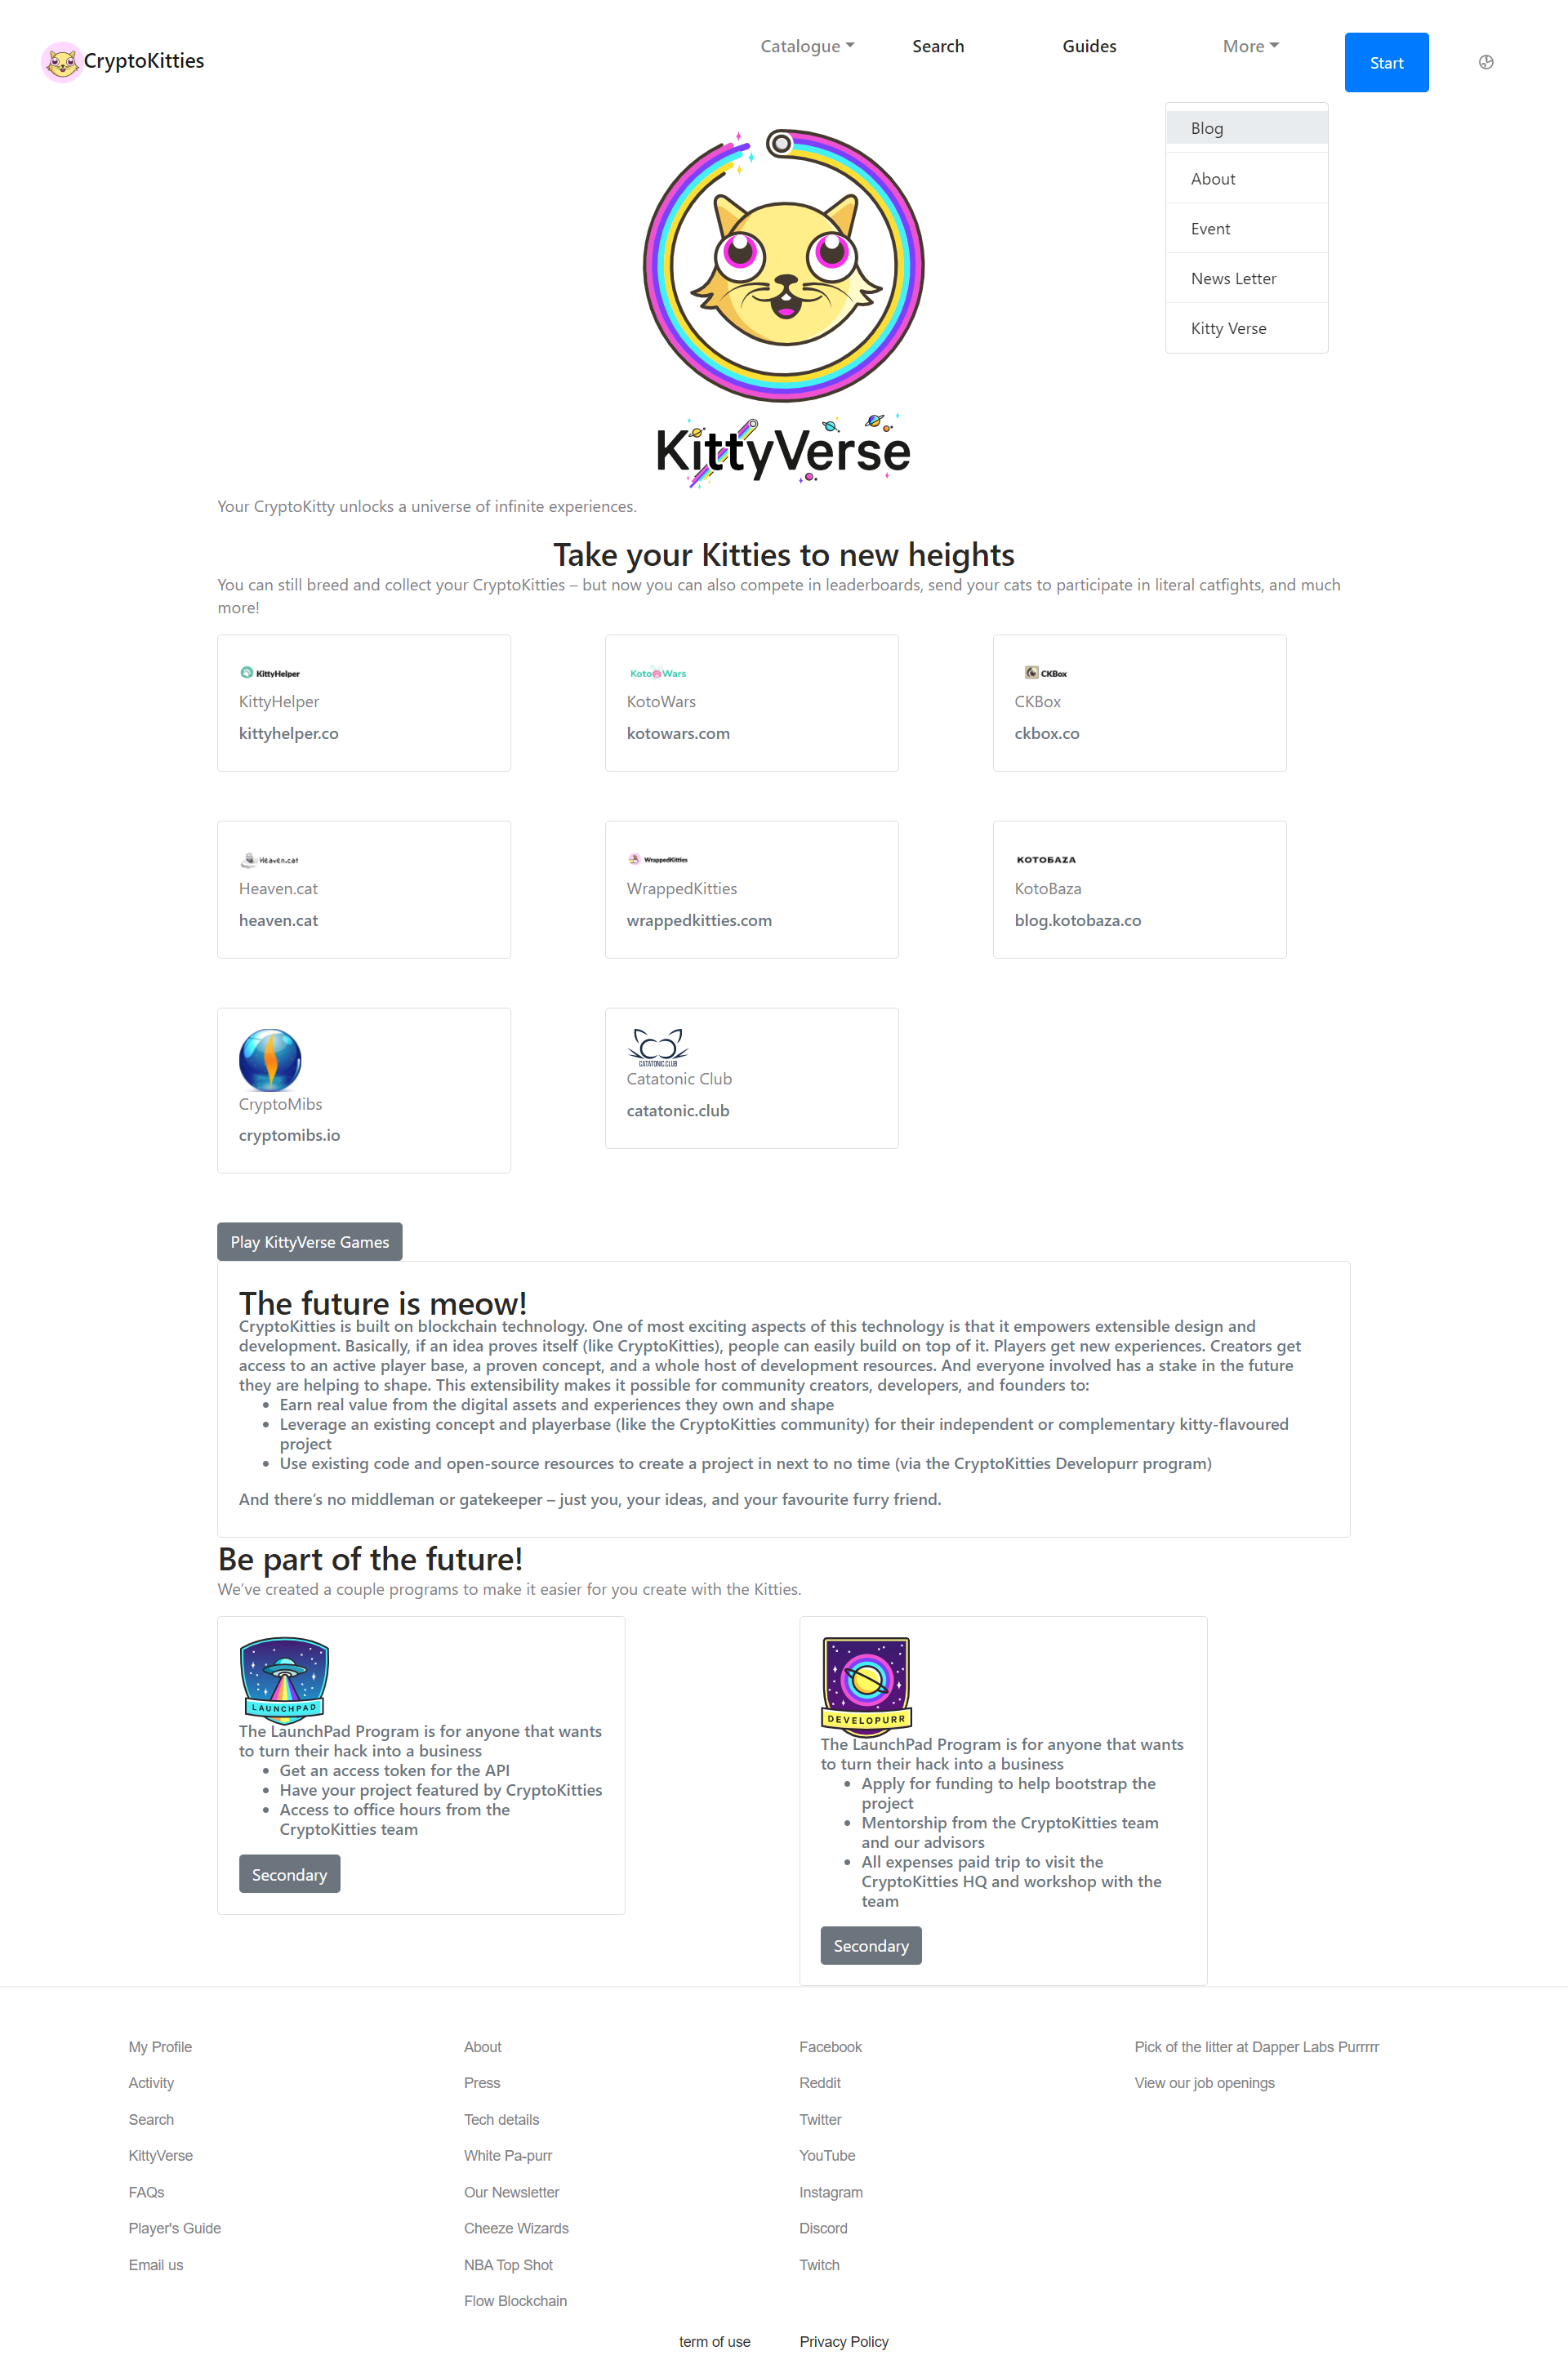 CryptoKitties
Catalogue
Search
Guides
More
Start
Blog
About
Event
News Letter
Kitty Verse
KittyVerse
Your CryptoKitty unlocks a universe of infinite experiences.
Take your Kitties to new heights
You can still breed and collect your CryptoKitties – but now you can also compete in leaderboards, send your cats to participate in literal catfights, and much
more!
KittyHelper
KittyHelper
kittyhelper.co
KotoWars
KotoWars
kotowars.com
CKBox
CKBox
ckbox.co
Heaven.cat
Heaven.cat
heaven.cat
WrappedKitties
WrappedKitties
wrappedkitties.com
KOTOБAZA
KotoBaza
blog.kotobaza.co
CryptoMibs
cryptomibs.io
CATATONIC.CLUB
Catatonic Club
catatonic.club
Play KittyVerse Games
The future is meow!
CryptoKitties is built on blockchain technology. One of most exciting aspects of this technology is that it empowers extensible design and
development. Basically, if an idea proves itself (like CryptoKitties), people can easily build on top of it. Players get new experiences. Creators get
access to an active player base, a proven concept, and a whole host of development resources. And everyone involved has a stake in the future
they are helping to shape. This extensibility makes it possible for community creators, developers, and founders to:
• Earn real value from the digital assets and experiences they own and shape
• Leverage an existing concept and playerbase (like the CryptoKitties community) for their independent or complementary kitty-flavoured
project
• Use existing code and open-source resources to create a project in next to no time (via the CryptoKitties Developurr program)
And there’s no middleman or gatekeeper – just you, your ideas, and your favourite furry friend.
Be part of the future!
We’ve created a couple programs to make it easier for you create with the Kitties.
LAUNCHPAD
The LaunchPad Program is for anyone that wants
to turn their hack into a business
• Get an access token for the API
• Have your project featured by CryptoKitties
• Access to office hours from the
CryptoKitties team
Secondary
DEVELOPURR
The LaunchPad Program is for anyone that wants
to turn their hack into a business
• Apply for funding to help bootstrap the
project
• Mentorship from the CryptoKitties team
and our advisors
• All expenses paid trip to visit the
CryptoKitties HQ and workshop with the
team
Secondary
My Profile
Activity
Search
KittyVerse
FAQs
Player's Guide
Email us
About
Press
Tech details
White Pa-purr
Our Newsletter
Cheeze Wizards
NBA Top Shot
Flow Blockchain
Facebook
Reddit
Twitter
YouTube
Instagram
Discord
Twitch
Pick of the litter at Dapper Labs Purrrrr
View our job openings
term of use
Privacy Policy